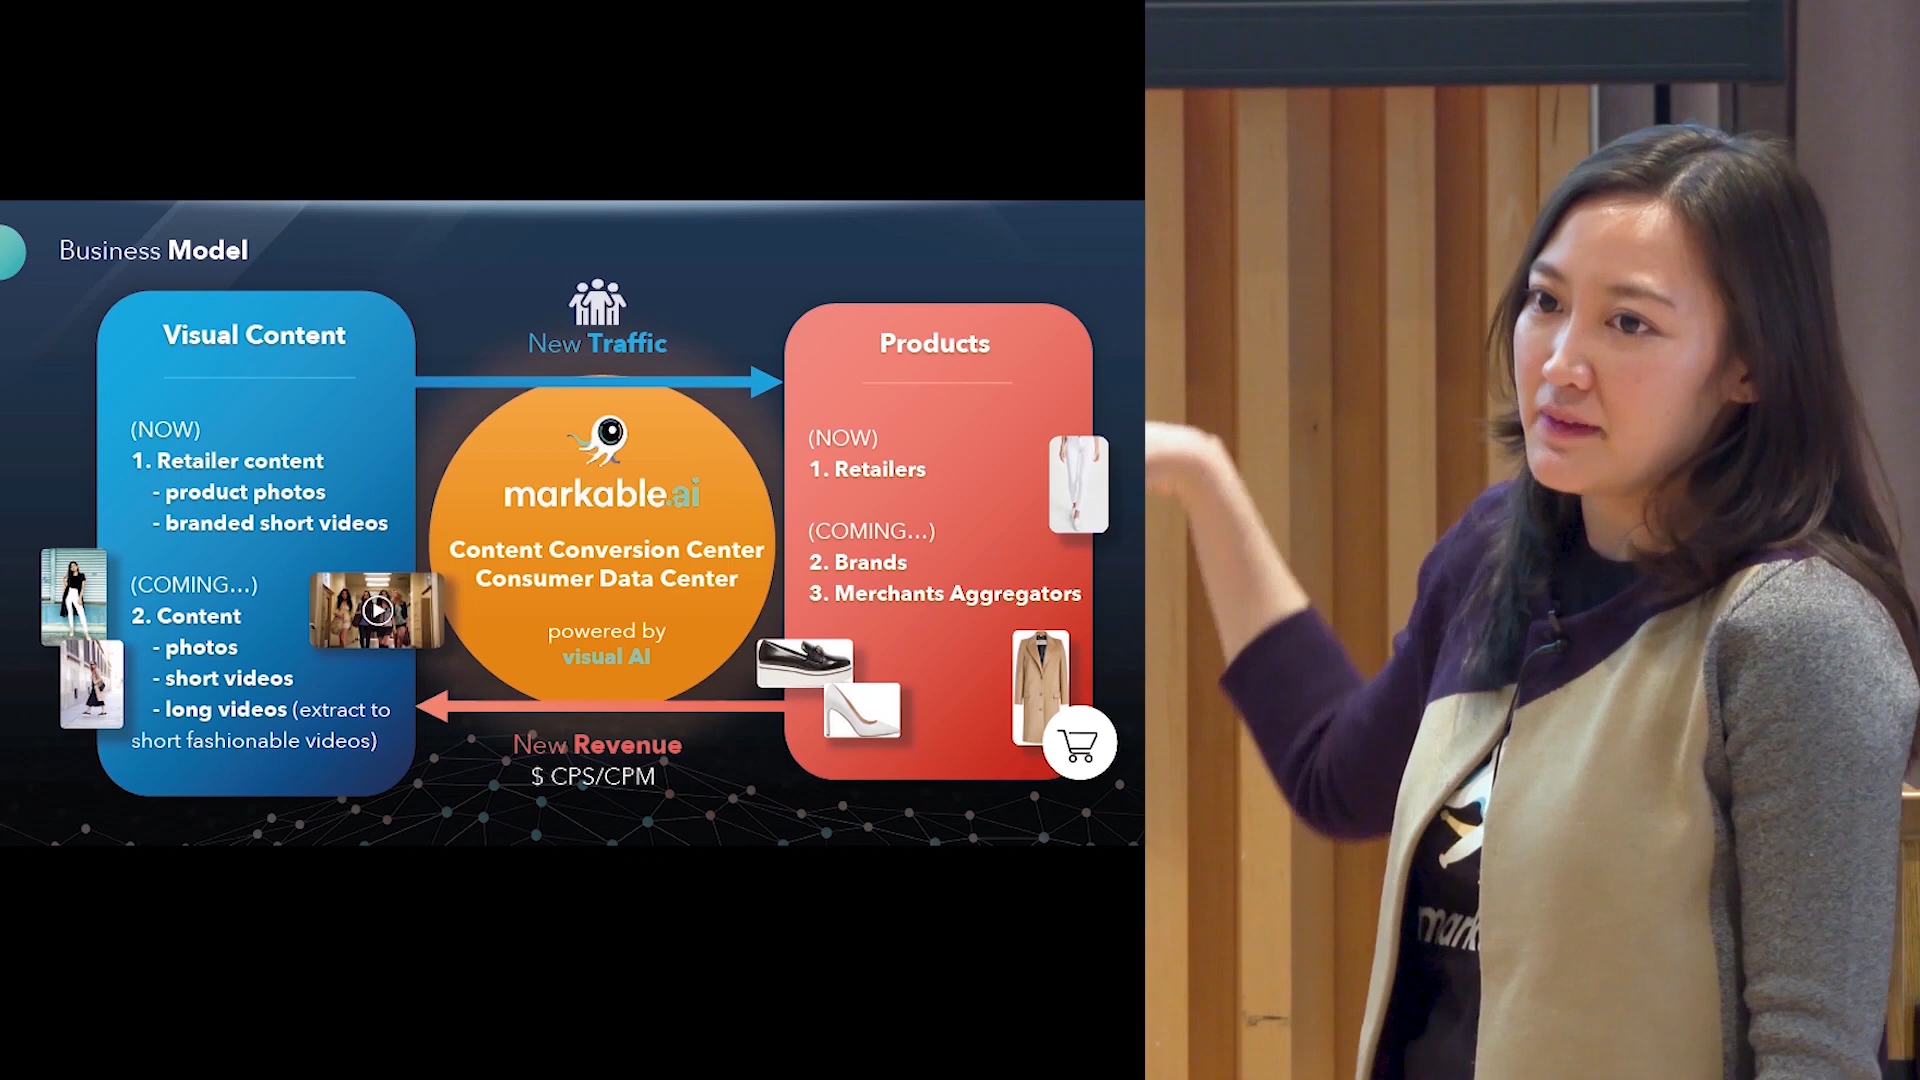 Business Model
Visual Content
(NOW)
1. Retailer content
- product photos
- branded short videos
(COMING...)
2. Content
- photos
- short videos
- long videos (extract to
short fashionable videos)
New Traffic
markable.ai
Content Conversion Center
Consumer Data Center
powered by
visual AI
New Revenue
$ CPS/CPM
Products
(NOW)
1. Retailers
(COMING...)
2. Brands
3. Merchants Aggregators
mark